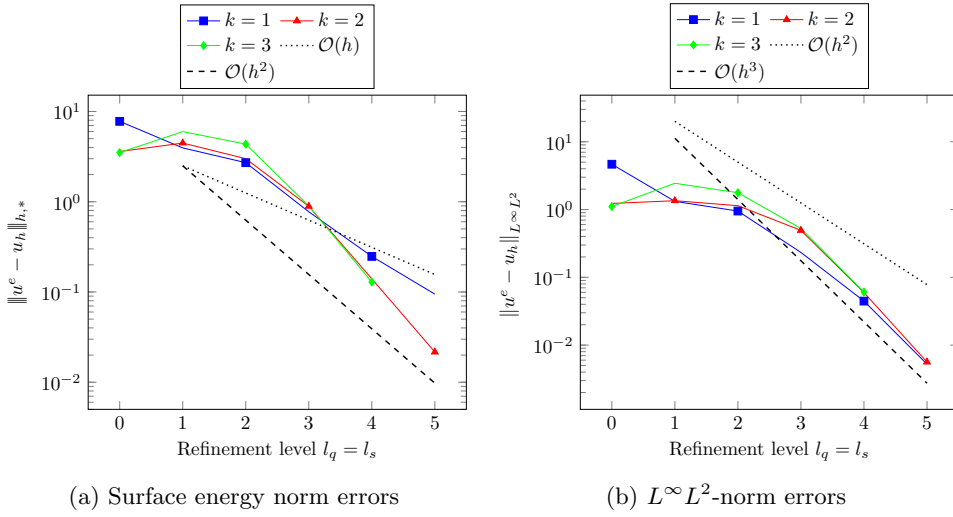 k = 1 k = 2
k = 3 𝒪(h)
𝒪(h²)
10¹
10⁰
10⁻¹
10⁻²
|||uᵉ − u_h|||_{h,∗}
0 1 2 3 4 5
Refinement level l_q = l_s
(a) Surface energy norm errors
k = 1 k = 2
k = 3 𝒪(h²)
𝒪(h³)
10¹
10⁰
10⁻¹
10⁻²
||uᵉ − u_h||_{L^∞L²}
0 1 2 3 4 5
Refinement level l_q = l_s
(b) L^∞L²-norm errors